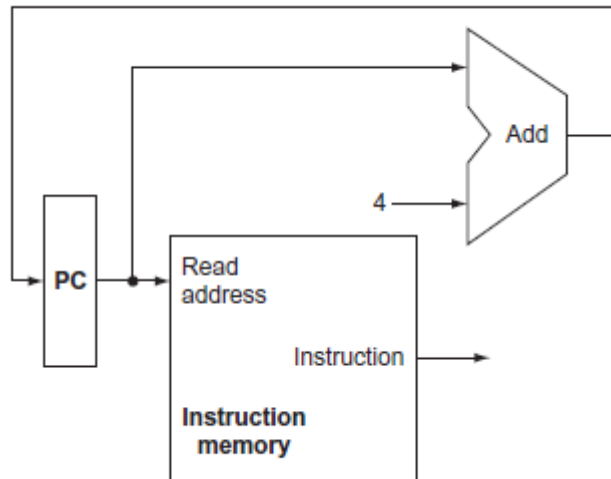 Add
4
PC
Read
address
Instruction
Instruction
memory